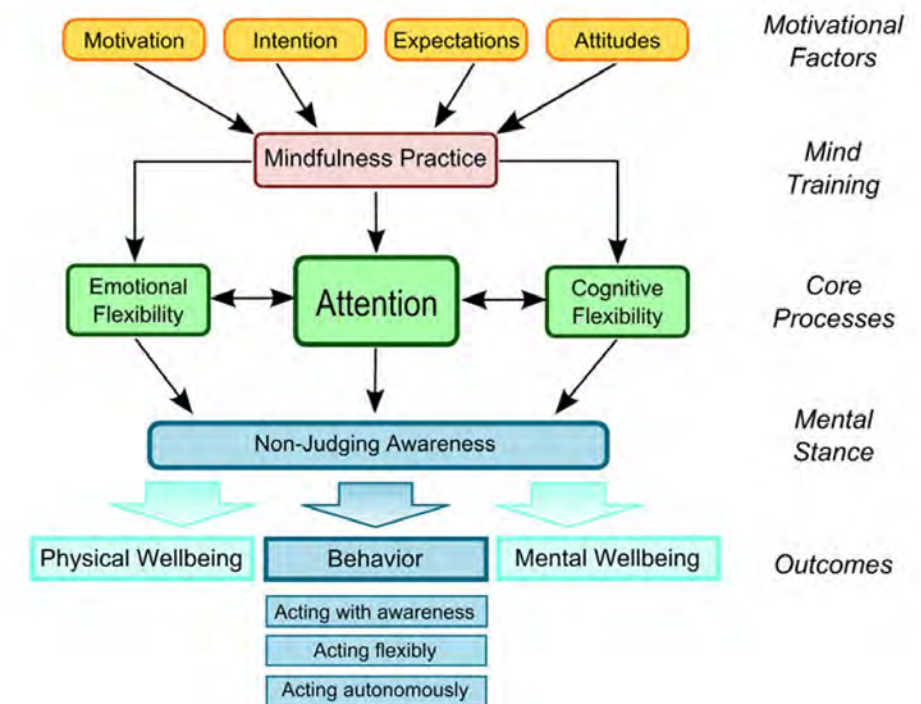 Motivation
Intention
Expectations
Attitudes
Motivational
Factors
Mindfulness Practice
Mind
Training
Emotional
Flexibility
Attention
Cognitive
Flexibility
Core
Processes
Non-Judging Awareness
Mental
Stance
Physical Wellbeing
Behavior
Mental Wellbeing
Outcomes
Acting with awareness
Acting flexibly
Acting autonomously